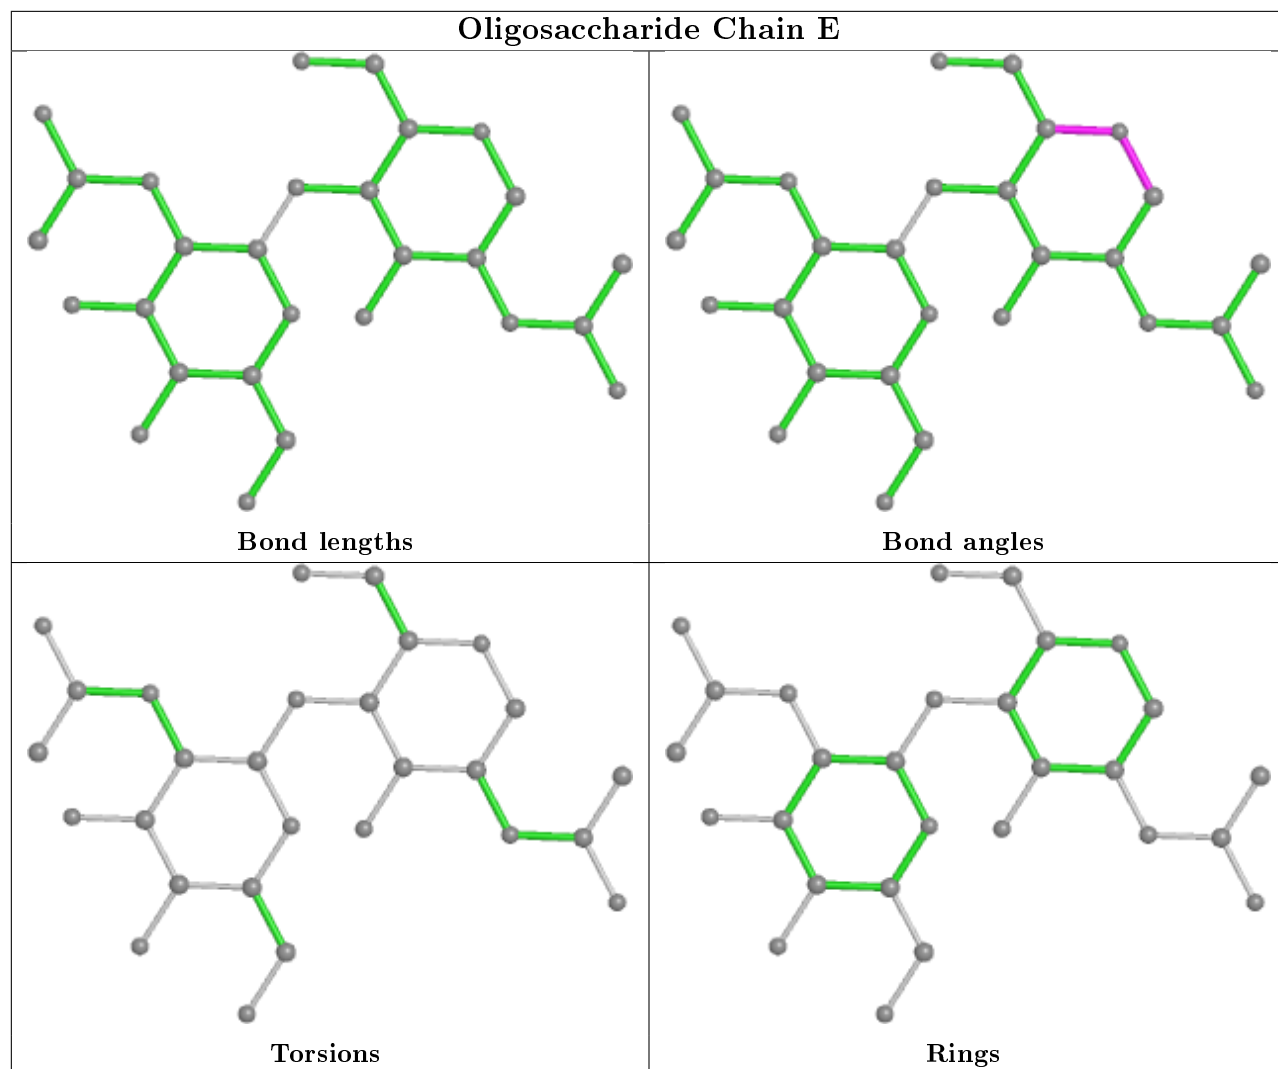 Oligosaccharide Chain E
Bond lengths
Bond angles
Torsions
Rings